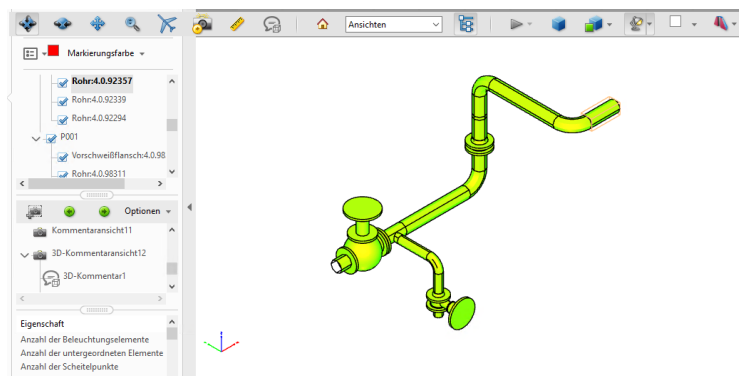 Ansichten
Markierungsfarbe
Rohr:4.0.92357
Rohr:4.0.92339
Rohr:4.0.92294
P001
Vorschweißflansch:4.0.98
Rohr:4.0.98311
Optionen
Kommentaransicht11
3D-Kommentaransicht12
3D-Kommentar1
Eigenschaft
Anzahl der Beleuchtungselemente
Anzahl der untergeordneten Elemente
Anzahl der Scheitelpunkte